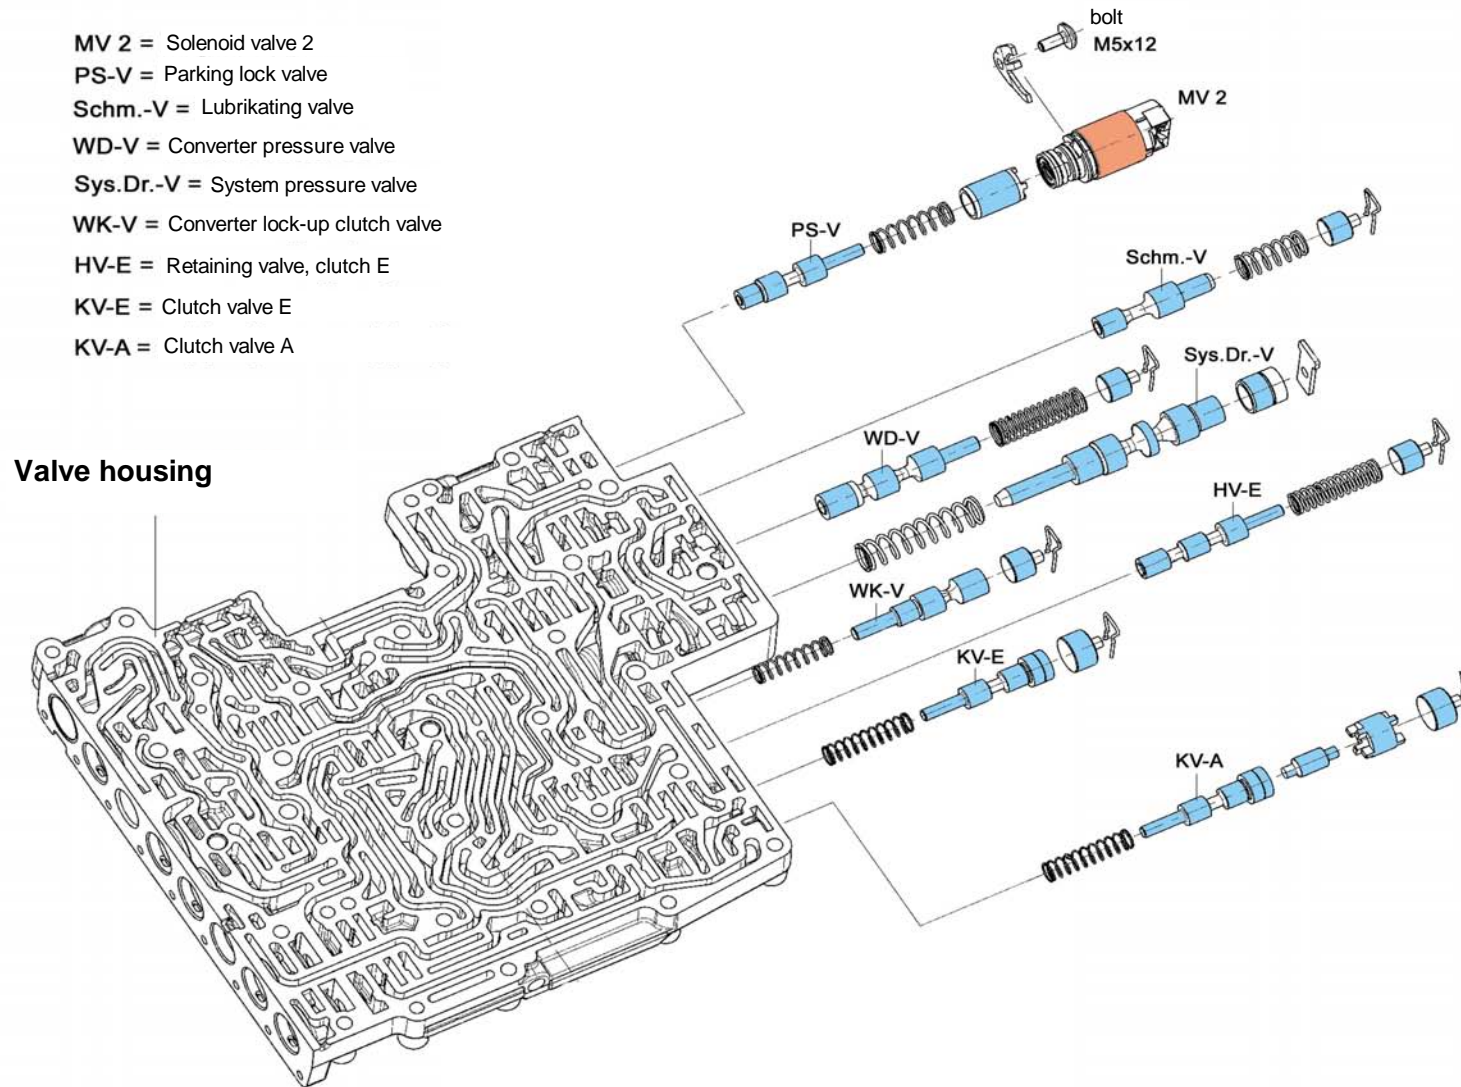 MV 2 = Solenoid valve 2
PS-V = Parking lock valve
Schm.-V = Lubrikating valve
WD-V = Converter pressure valve
Sys.Dr.-V = System pressure valve
WK-V = Converter lock-up clutch valve
HV-E = Retaining valve, clutch E
KV-E = Clutch valve E
KV-A = Clutch valve A
Valve housing
bolt
M5x12
MV 2
PS-V
Schm.-V
Sys.Dr.-V
WD-V
HV-E
WK-V
KV-E
KV-A